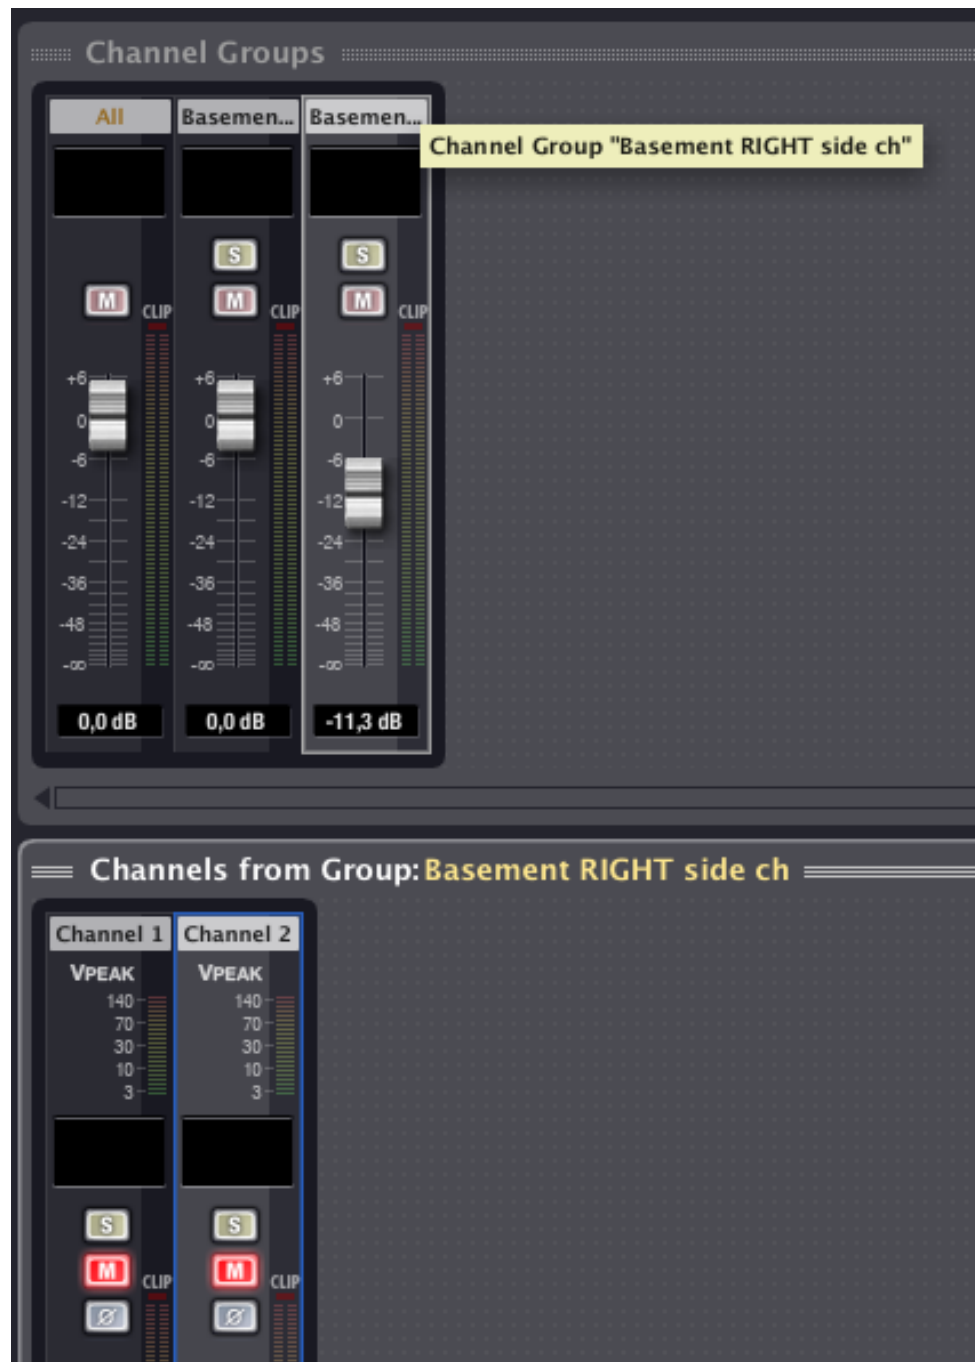 Channel Groups
All Basemen... Basemen...
Channel Group "Basement RIGHT side ch"
S S
M M M
CLIP CLIP CLIP
+6 +6 +6
0 0 0
-6 -6 -6
-12 -12 -12
-24 -24 -24
-36 -36 -36
-48 -48 -48
-∞ -∞ -∞
0,0 dB 0,0 dB -11,3 dB
Channels from Group: Basement RIGHT side ch
Channel 1 Channel 2
VPEAK VPEAK
140 140
70 70
30 30
10 10
3 3
S S
M M
CLIP CLIP
Ø Ø